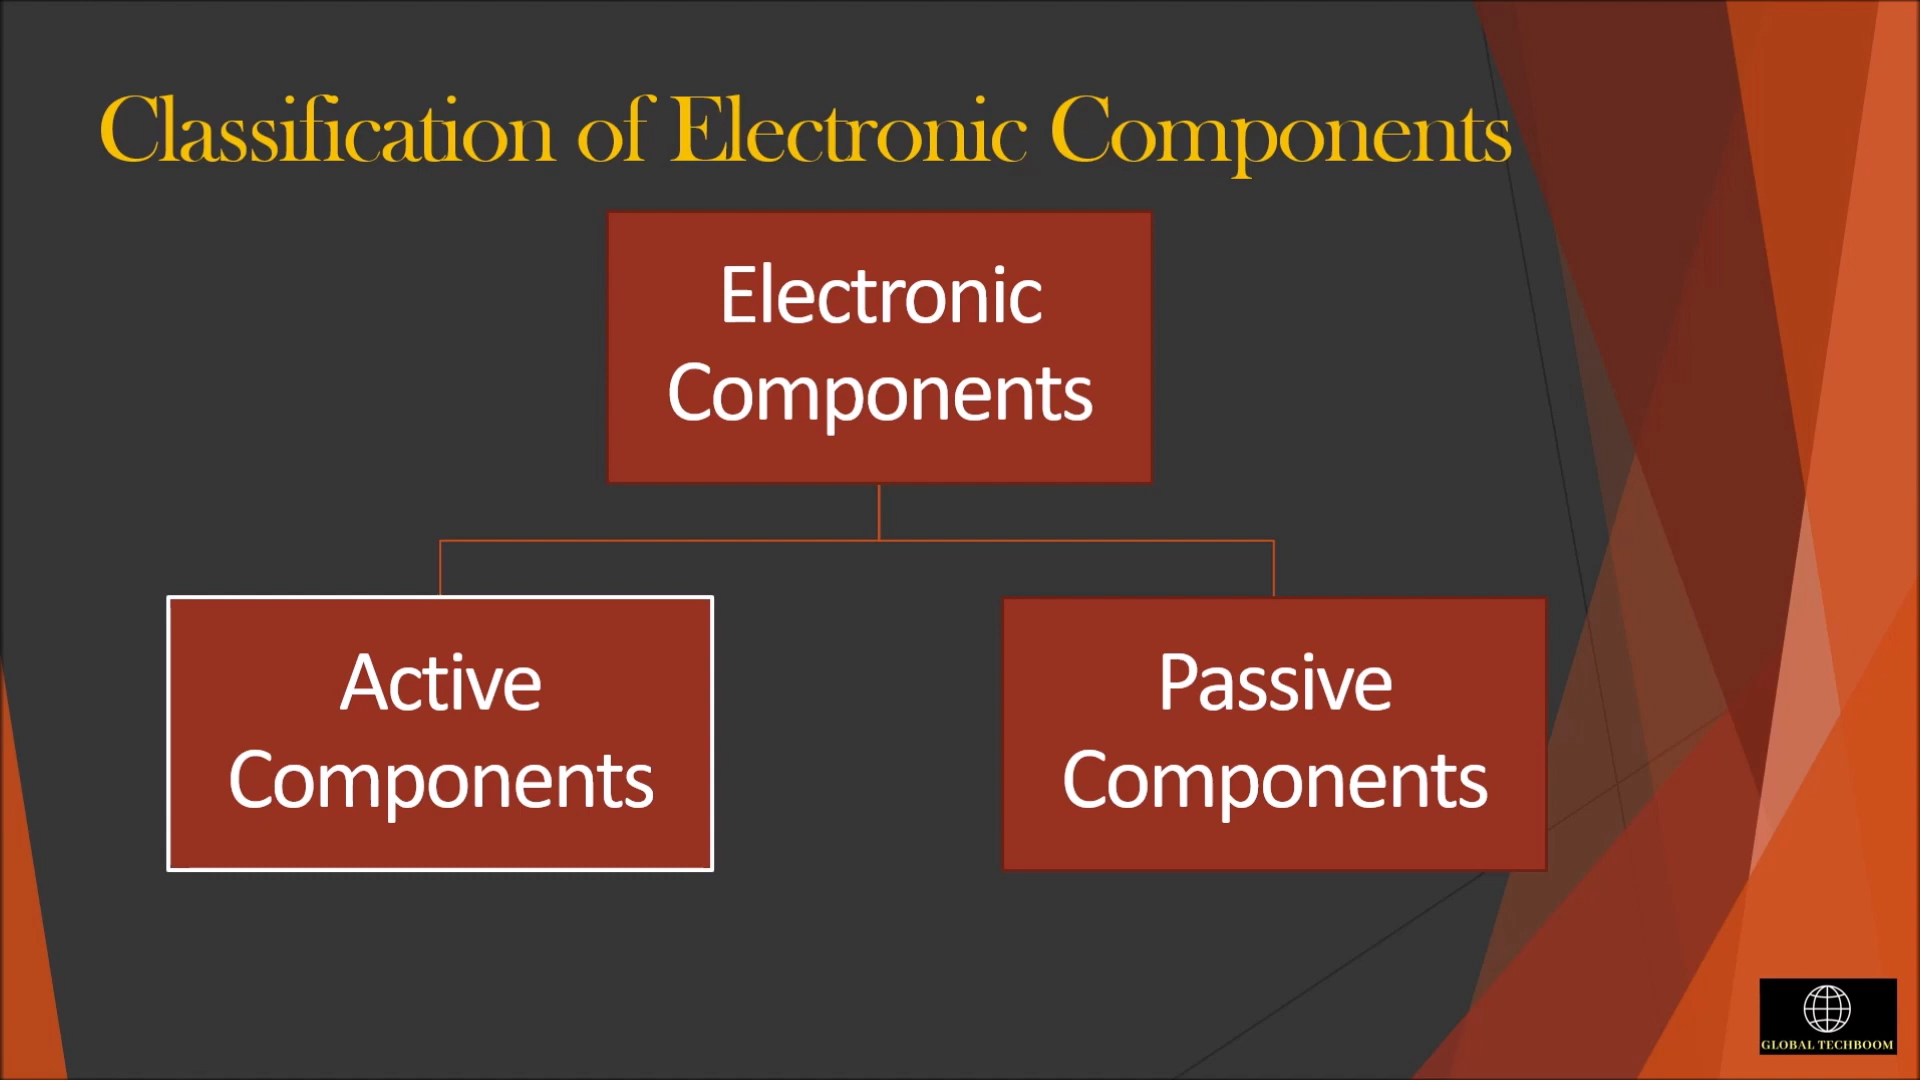 Classification of Electronic Components
Electronic
Components
Active
Components
Passive
Components
GLOBAL TECHBOOM